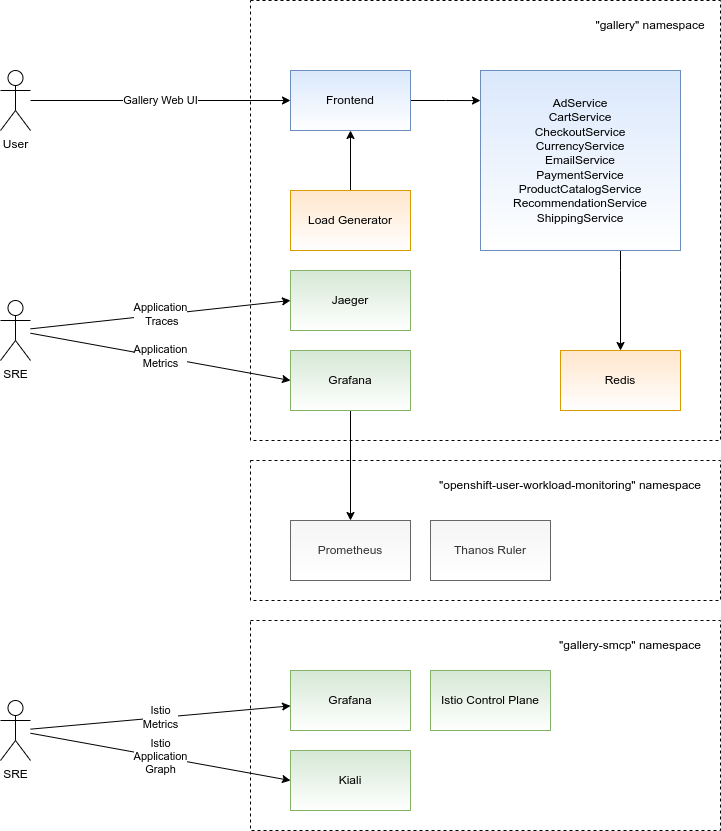 "gallery" namespace
User
Gallery Web UI
Frontend
AdService
CartService
CheckoutService
CurrencyService
EmailService
PaymentService
ProductCatalogService
RecommendationService
ShippingService
Load Generator
SRE
Application
Traces
Jaeger
Application
Metrics
Grafana
Redis
"openshift-user-workload-monitoring" namespace
Prometheus
Thanos Ruler
"gallery-smcp" namespace
SRE
Istio
Metrics
Grafana
Istio Control Plane
Istio
Application
Graph
Kiali